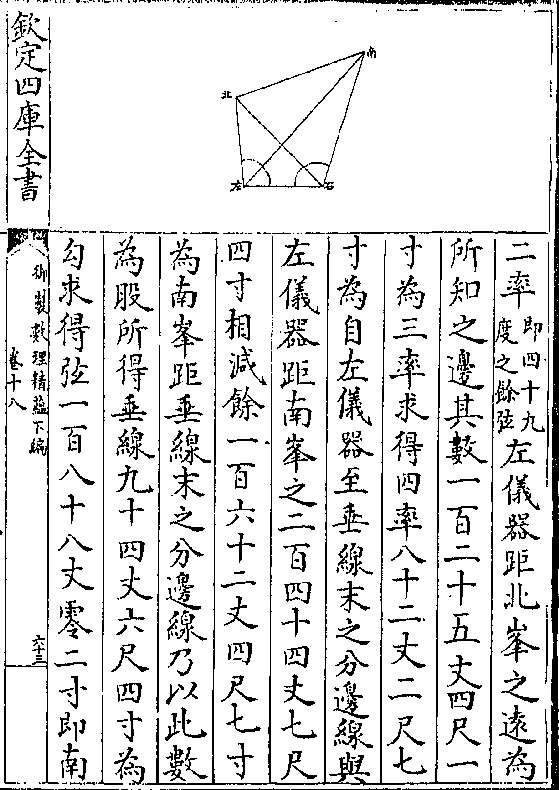 南
北
左
右
二率即四十九度之餘弦左儀器距北峯之遠為
所知之邊其數一百二十五丈四尺一
寸為三率求得四率八十二丈二尺七
寸為自左儀器至垂線末之分邊線與
左儀器距南峯之二百四十四丈七尺
四寸相減餘一百六十二丈四尺七寸
為南峯距垂線末之分邊線乃以此數
為股所得垂線九十四丈六尺四寸為
勾求得弦一百八十八丈零二寸即南
欽定四庫全書
御製數理精蘊下編
卷十八
六十三